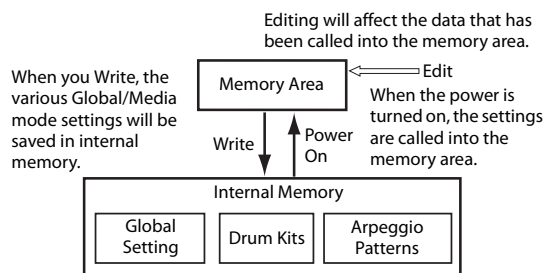 Editing will affect the data that has
been called into the memory area.
When you Write, the
various Global/Media
mode settings will be
saved in internal
memory.
Memory Area
Edit
When the power is
turned on, the settings
are called into the
memory area.
Write
Power
On
Internal Memory
Global
Setting
Drum Kits
Arpeggio
Patterns